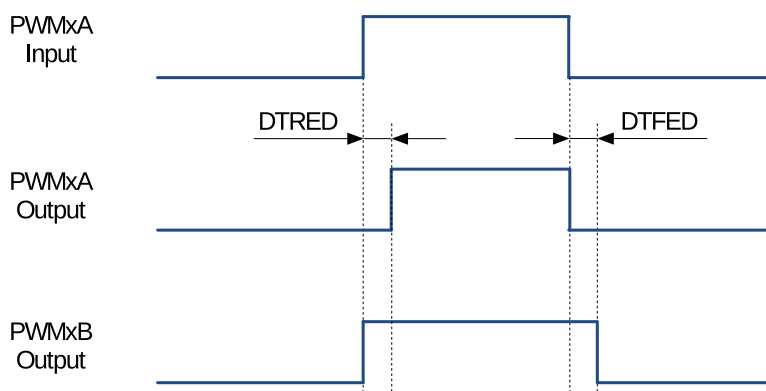 PWMxA
Input
DTRED
DTFED
PWMxA
Output
PWMxB
Output